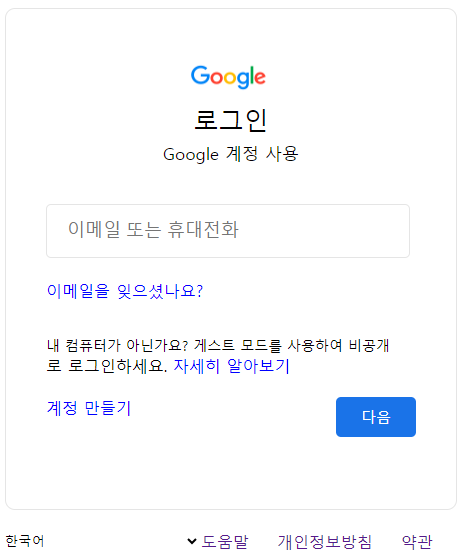 Google
로그인
Google 계정 사용
이메일 또는 휴대전화
이메일을 잊으셨나요?
내 컴퓨터가 아닌가요? 게스트 모드를 사용하여 비공개
로 로그인하세요. 자세히 알아보기
계정 만들기
다음
한국어 도움말 개인정보방침 약관